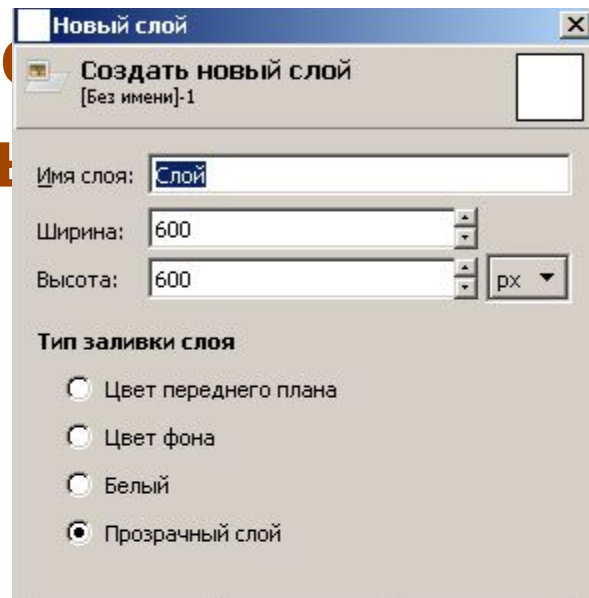 Новый слой
Создать новый слой
[Без имени]-1
Имя слоя: Слой
Ширина: 600
Высота: 600 px
Тип заливки слоя
Цвет переднего плана
Цвет фона
Белый
Прозрачный слой